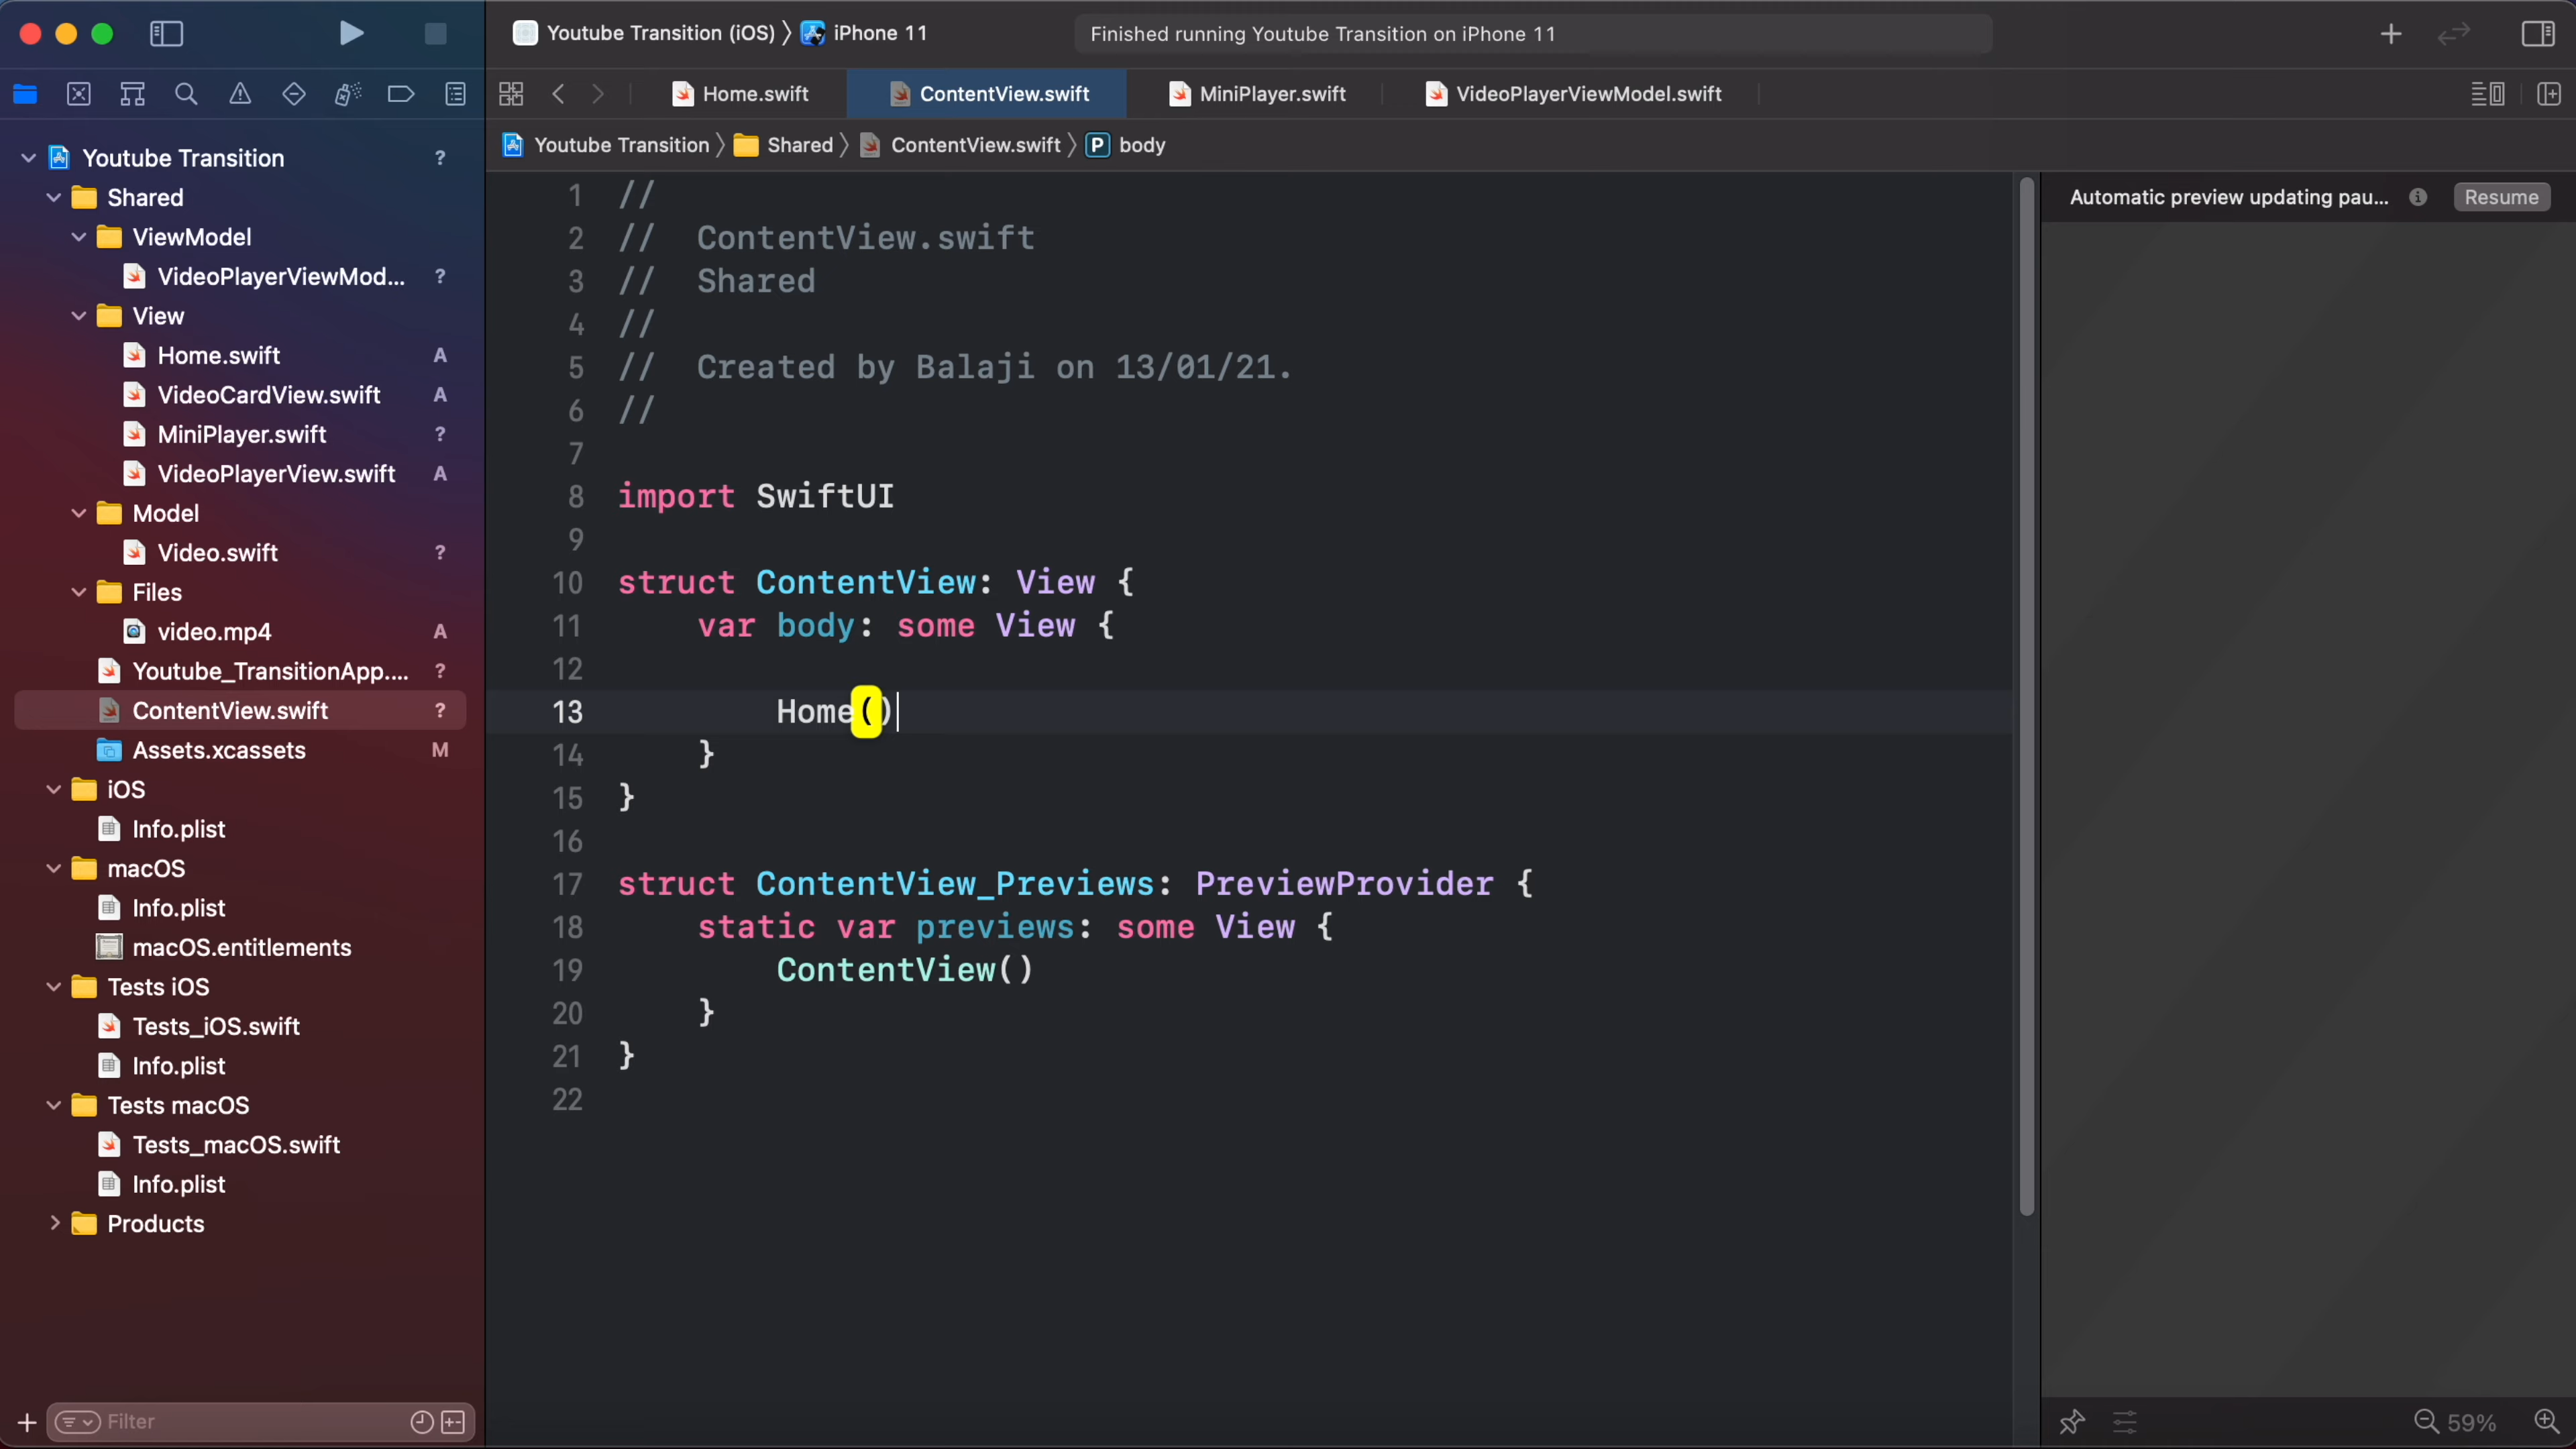 Youtube Transition (iOS) 〉 iPhone 11
Finished running Youtube Transition on iPhone 11
Home.swift
ContentView.swift
MiniPlayer.swift
VideoPlayerViewModel.swift
Youtube Transition 〉 Shared 〉 ContentView.swift 〉 P body
Youtube Transition ?
Shared
ViewModel
VideoPlayerViewMod... ?
View
Home.swift A
VideoCardView.swift A
MiniPlayer.swift ?
VideoPlayerView.swift A
Model
Video.swift ?
Files
video.mp4 A
Youtube_TransitionApp.... ?
ContentView.swift ?
Assets.xcassets M
iOS
Info.plist
macOS
Info.plist
macOS.entitlements
Tests iOS
Tests_iOS.swift
Info.plist
Tests macOS
Tests_macOS.swift
Info.plist
Products
Filter
1 //
2 //  ContentView.swift
3 //  Shared
4 //
5 //  Created by Balaji on 13/01/21.
6 //
7
8 import SwiftUI
9
10 struct ContentView: View {
11     var body: some View {
12
13         Home()
14     }
15 }
16
17 struct ContentView_Previews: PreviewProvider {
18     static var previews: some View {
19         ContentView()
20     }
21 }
22
Automatic preview updating pau... Resume
59%